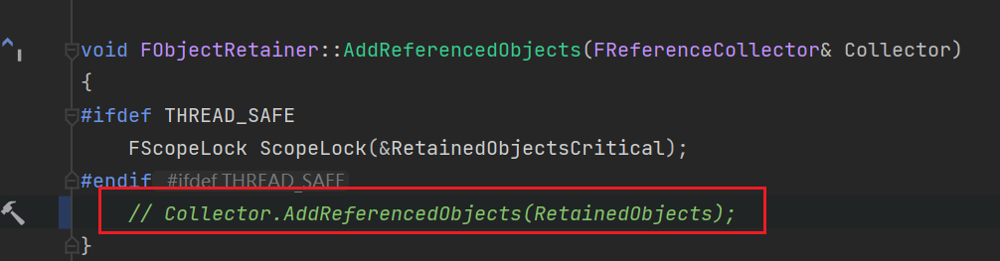 void FObjectRetainer::AddReferencedObjects(FReferenceCollector& Collector)
{
#ifdef THREAD_SAFE
FScopeLock ScopeLock(&RetainedObjectsCritical);
#endif #ifdef THREAD_SAFE
// Collector.AddReferencedObjects(RetainedObjects);
}